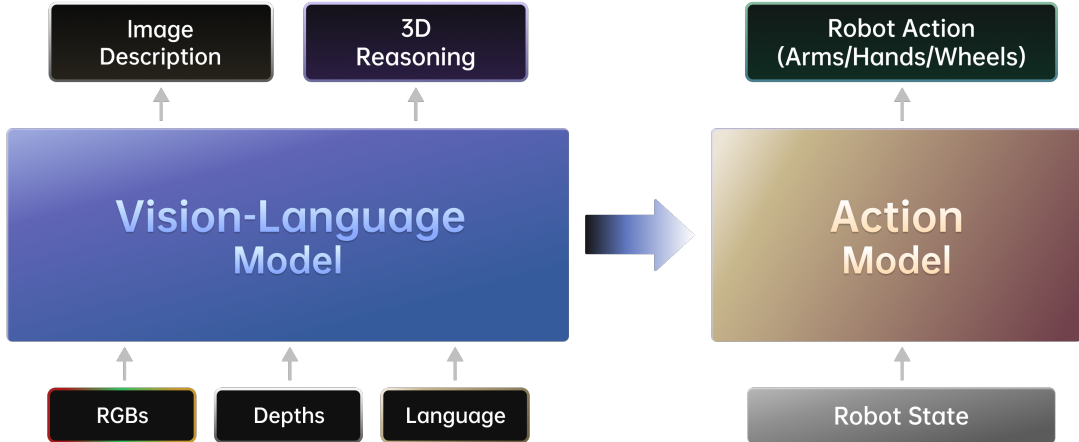 Image
Description
3D
Reasoning
Robot Action
(Arms/Hands/Wheels)
Vision-Language
Model
Action
Model
RGBs
Depths
Language
Robot State